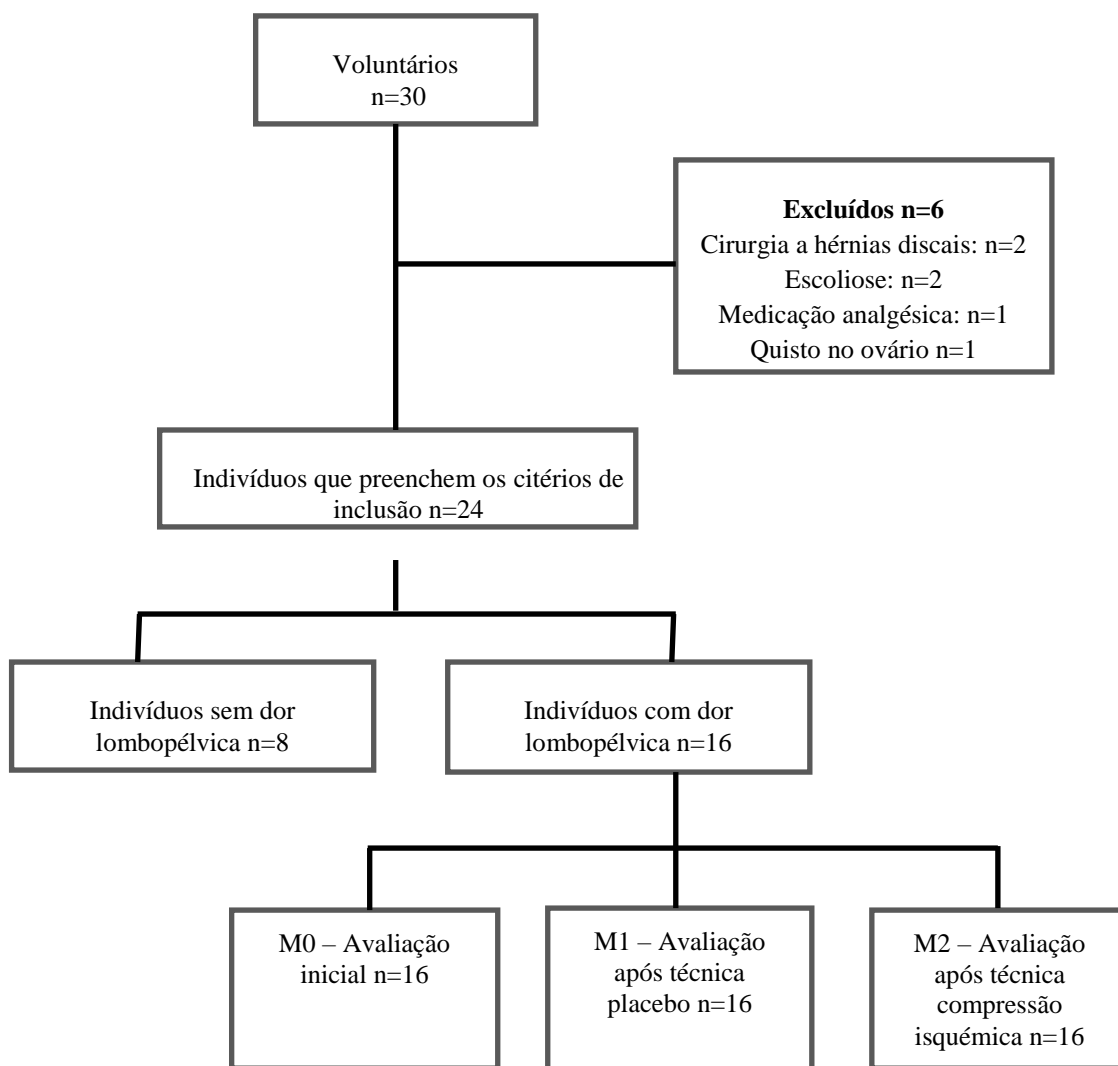 Voluntários
n=30
Excluídos n=6
Cirurgia a hérnias discais: n=2
Escoliose: n=2
Medicação analgésica: n=1
Quisto no ovário n=1
Indivíduos que preenchem os citérios de
inclusão n=24
Indivíduos sem dor
lombopélvica n=8
Indivíduos com dor
lombopélvica n=16
M0 – Avaliação
inicial n=16
M1 – Avaliação
após técnica
placebo n=16
M2 – Avaliação
após técnica
compressão
isquémica n=16